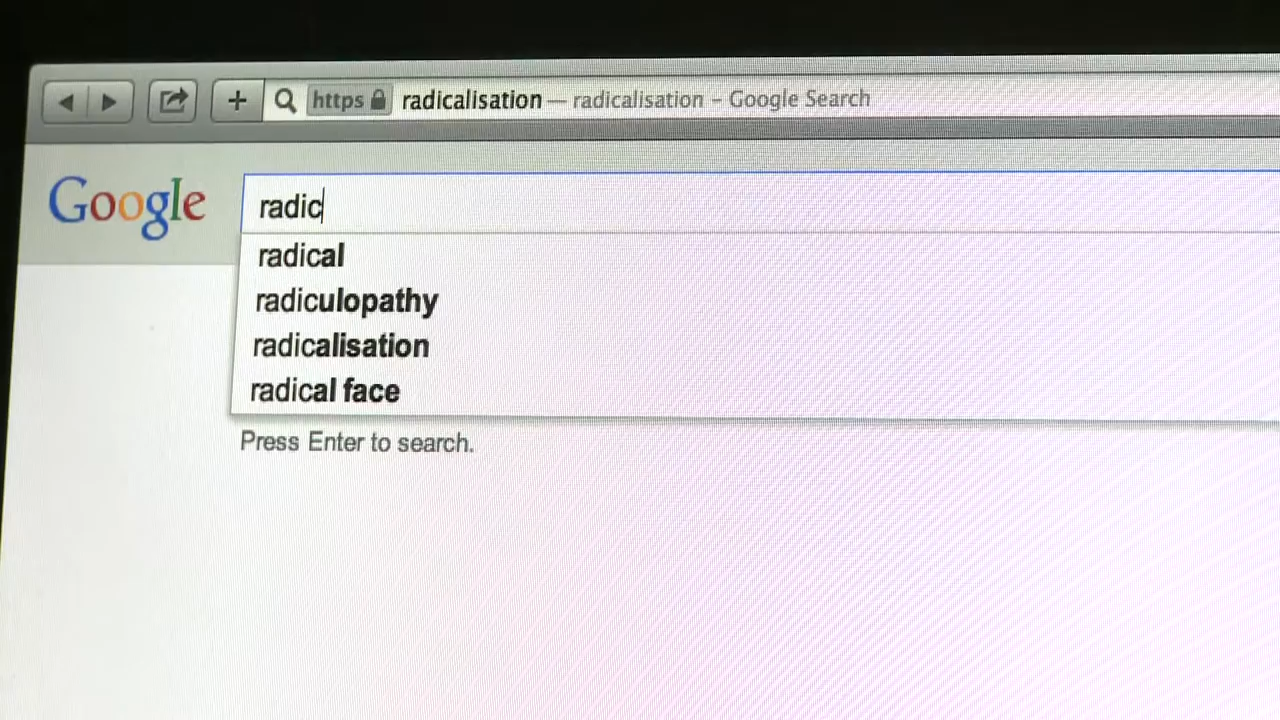 https radicalisation — radicalisation – Google Search
Google
radic
radical
radiculopathy
radicalisation
radical face
Press Enter to search.